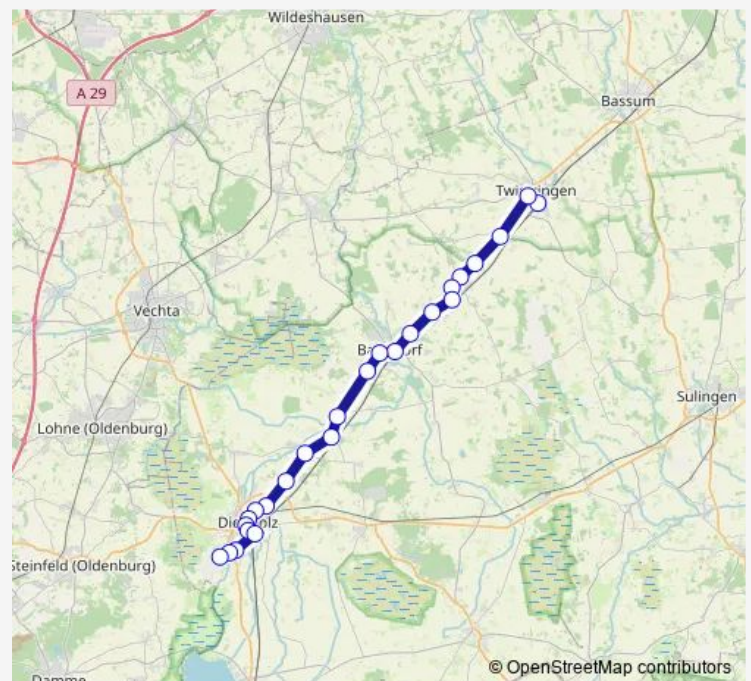 Wildeshausen
A 29
Bassum
Vechta
Sulingen
Lohne (Oldenburg)
Steinfeld (Oldenburg)
© OpenStreetMap contributors